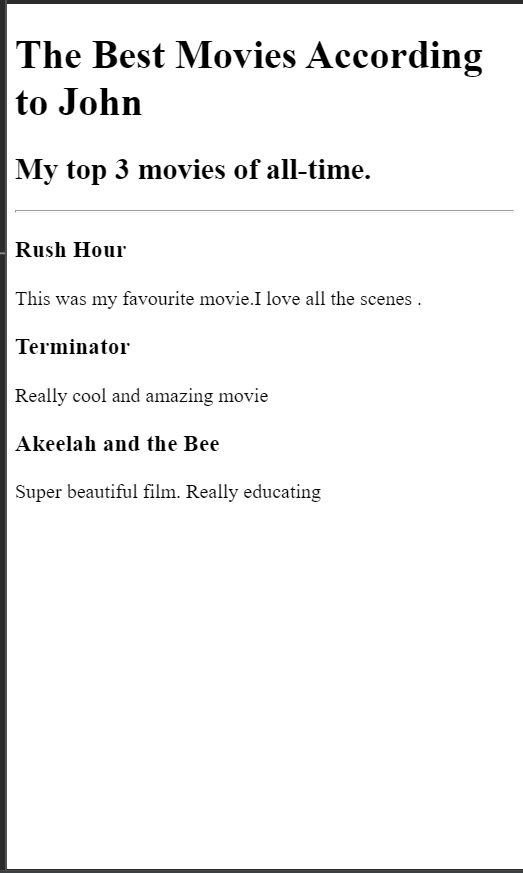 The Best Movies According
to John
My top 3 movies of all-time.
Rush Hour
This was my favourite movie.I love all the scenes .
Terminator
Really cool and amazing movie
Akeelah and the Bee
Super beautiful film. Really educating